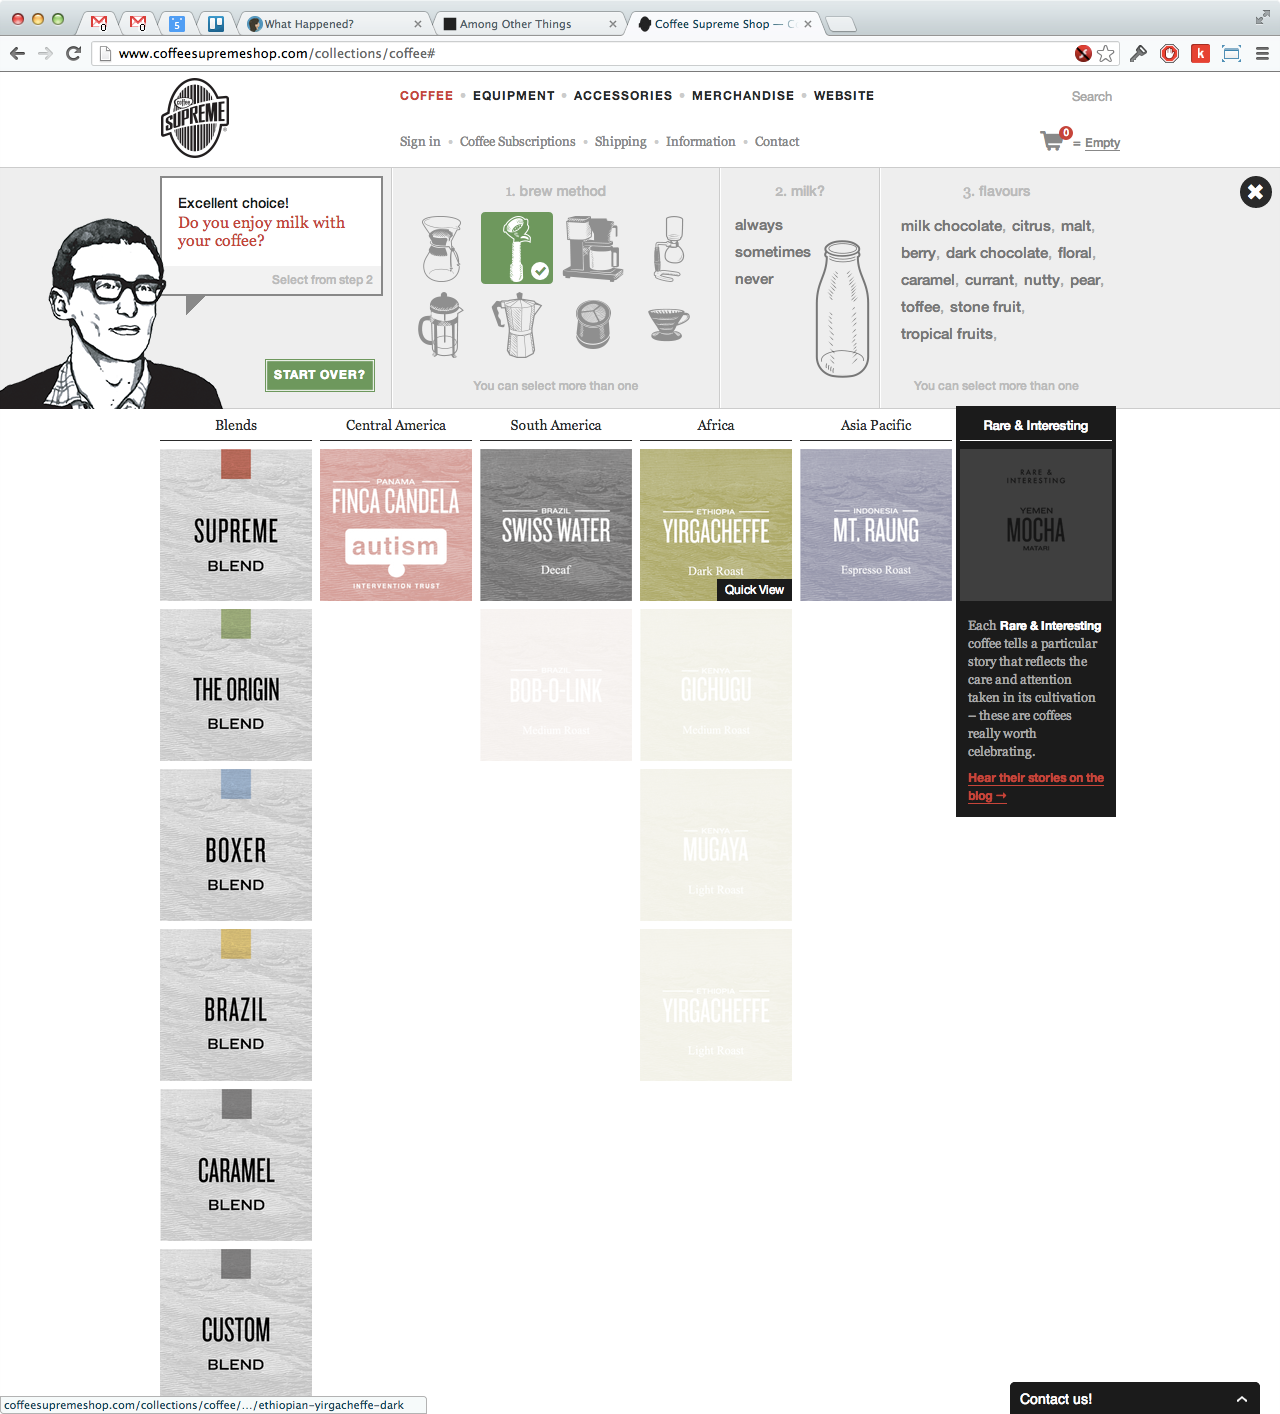 0
0
5
What Happened?
Among Other Things
Coffee Supreme Shop — C
www.coffeesupremeshop.com/collections/coffee#
k
Coffee
SUPREME
COFFEE • EQUIPMENT • ACCESSORIES • MERCHANDISE • WEBSITE
Search
Sign in • Coffee Subscriptions • Shipping • Information • Contact
0
= Empty
Excellent choice!
Do you enjoy milk with
your coffee?
Select from step 2
START OVER?
1. brew method
You can select more than one
2. milk?
always
sometimes
never
3. flavours
milk chocolate, citrus, malt,
berry, dark chocolate, floral,
caramel, currant, nutty, pear,
toffee, stone fruit,
tropical fruits,
You can select more than one
Blends
SUPREME
BLEND
THE ORIGIN
BLEND
BOXER
BLEND
BRAZIL
BLEND
CARAMEL
BLEND
CUSTOM
BLEND
Central America
PANAMA
FINCA CANDELA
autism
INTERVENTION TRUST
South America
BRAZIL
SWISS WATER
Decaf
BRAZIL
BOB-O-LINK
Medium Roast
Africa
ETHIOPIA
YIRGACHEFFE
Dark Roast
Quick View
KENYA
GICHUGU
Medium Roast
KENYA
MUGAYA
Light Roast
ETHIOPIA
YIRGACHEFFE
Light Roast
Asia Pacific
INDONESIA
MT. RAUNG
Espresso Roast
Rare & Interesting
RARE &
INTERESTING
YEMEN
MOCHA
MATARI
Each Rare & Interesting
coffee tells a particular
story that reflects the
care and attention
taken in its cultivation
– these are coffees
really worth
celebrating.
Hear their stories on the
blog →
coffeesupremeshop.com/collections/coffee/.../ethiopian-yirgacheffe-dark
Contact us!